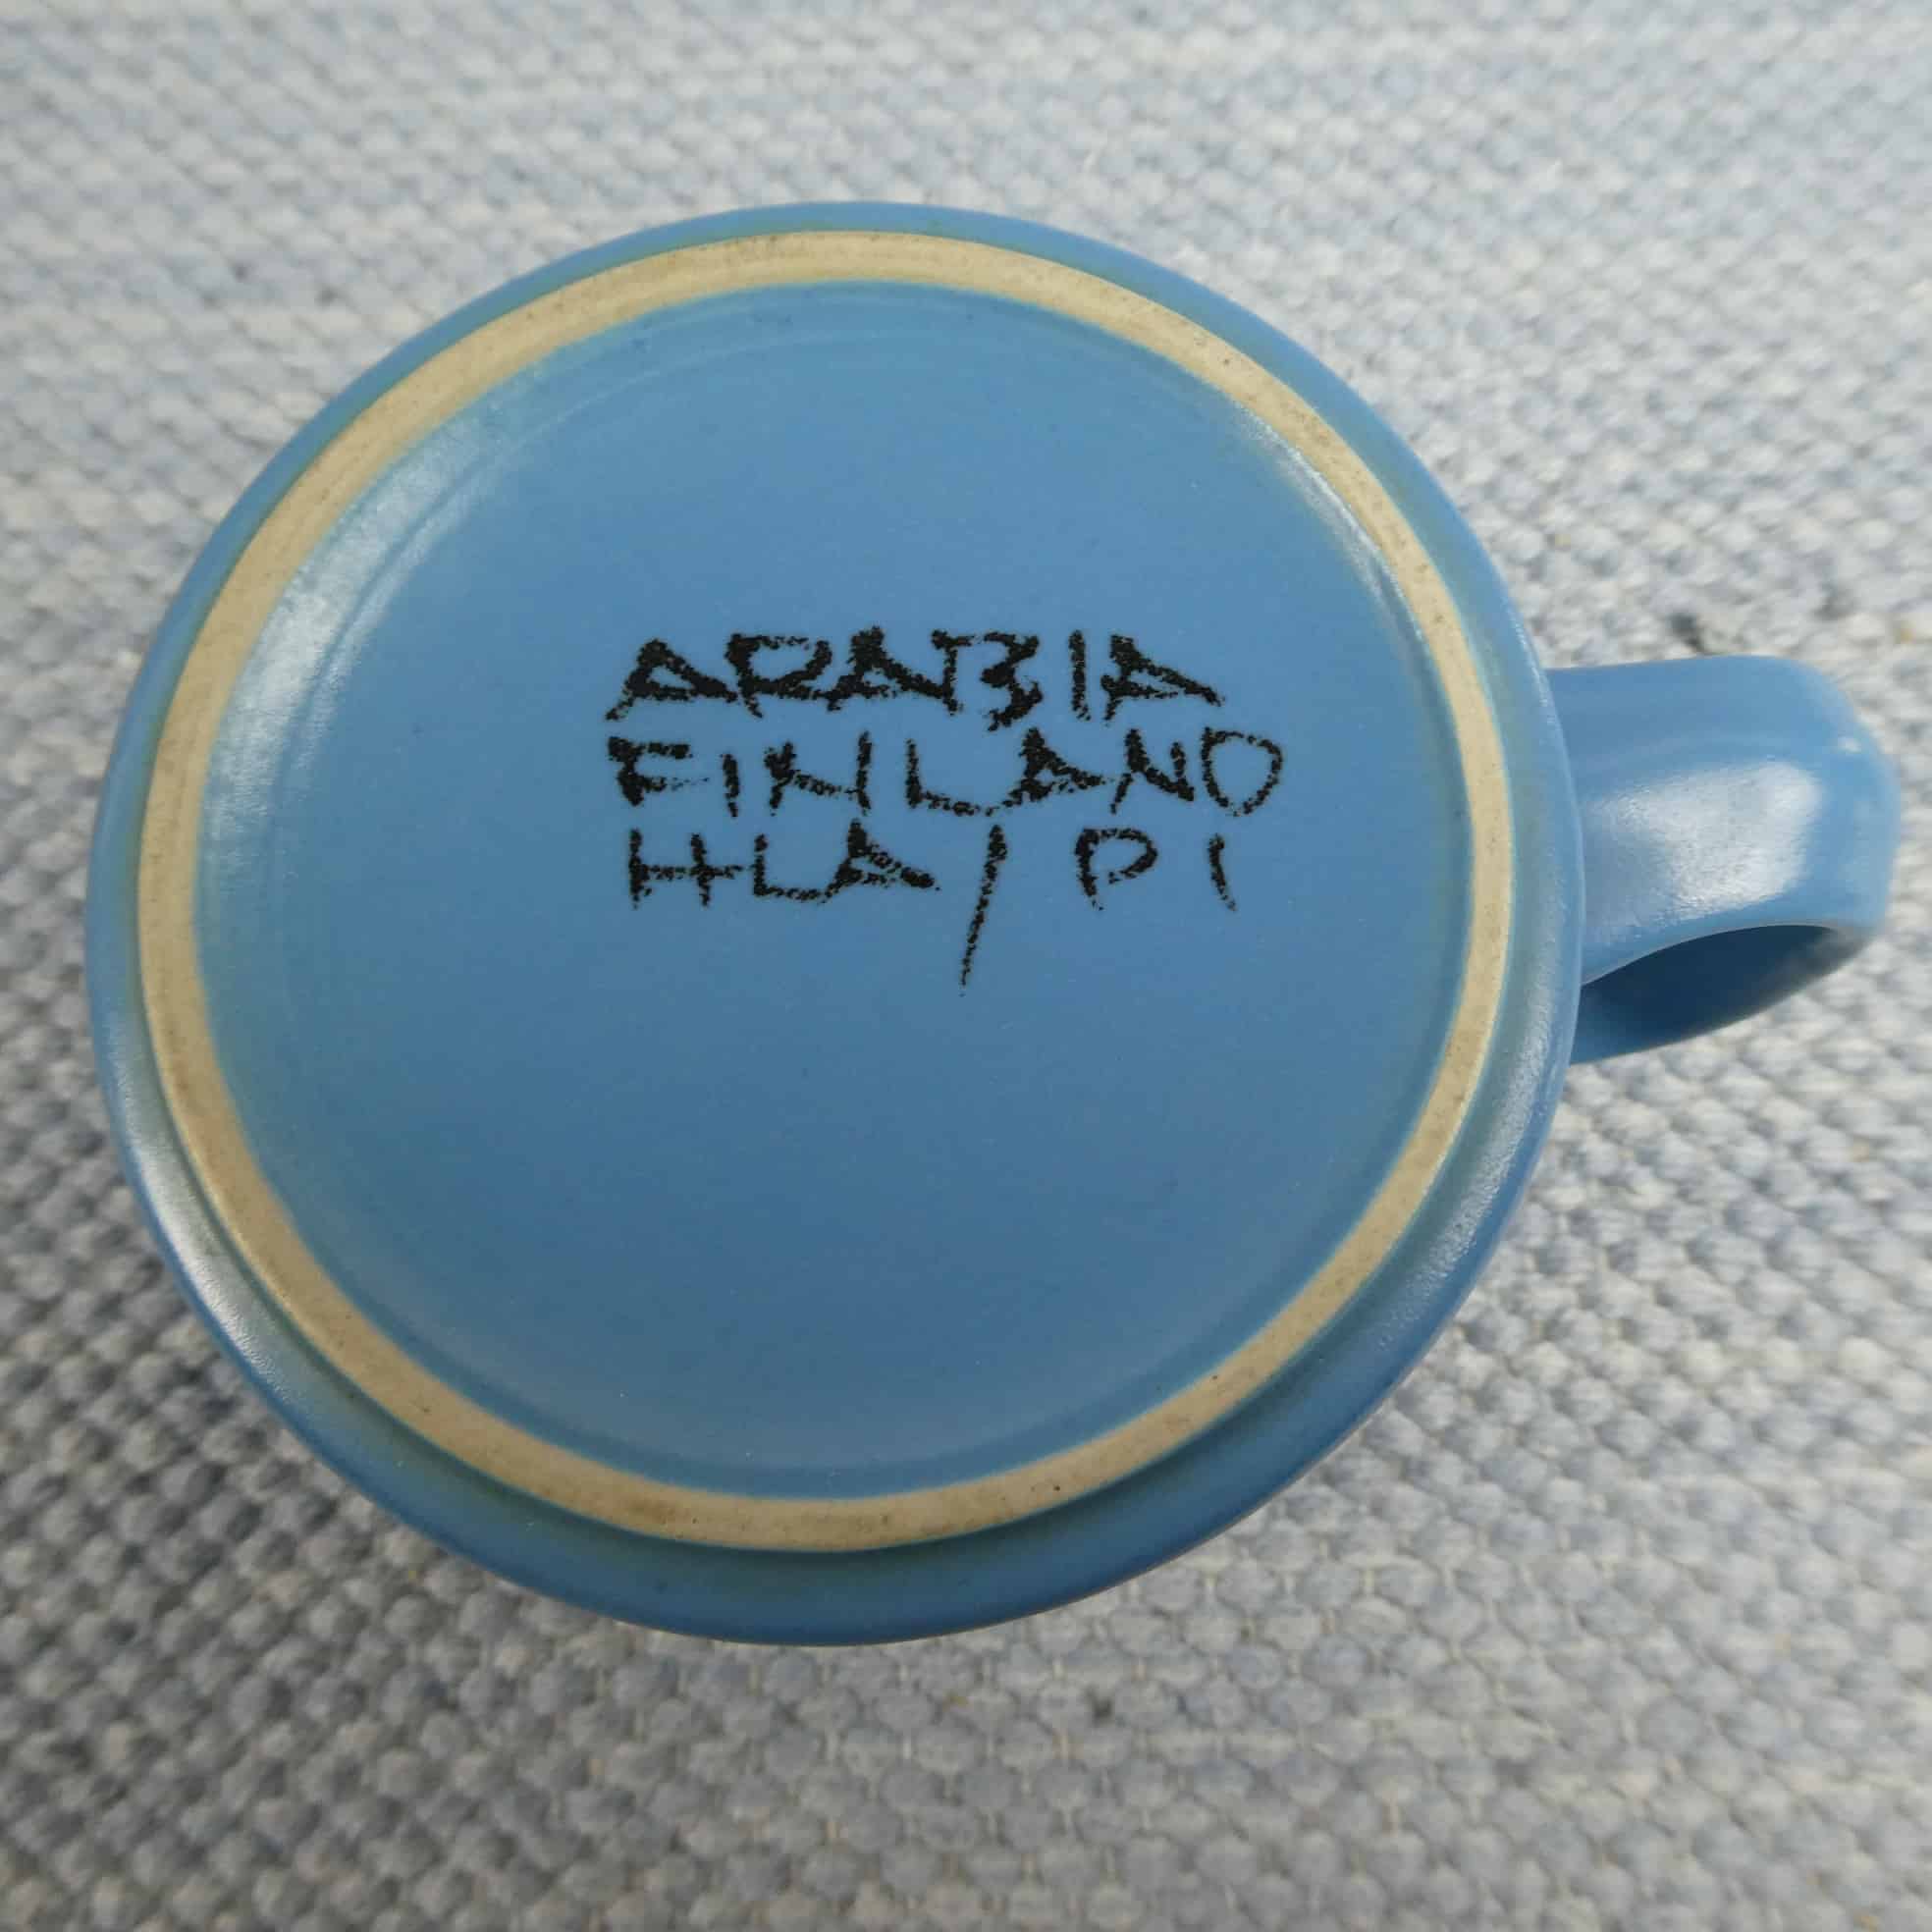 ARABIA
FINLAND
HLA/ PI